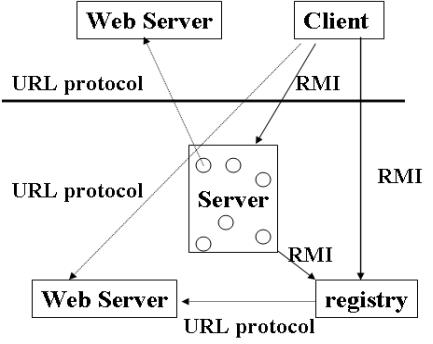 Web Server
Client
URL protocol
RMI
URL protocol
RMI
Server
RMI
Web Server
registry
URL protocol